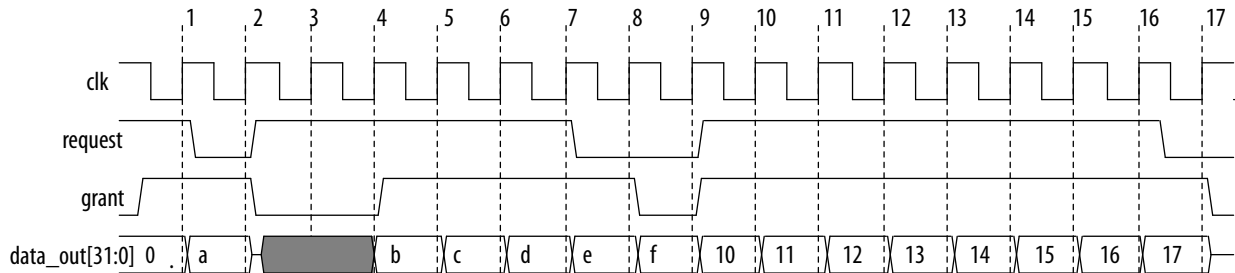 1 2 3 4 5 6 7 8 9 10 11 12 13 14 15 16 17
clk
request
grant
data_out[31:0] 0 . a b c d e f 10 11 12 13 14 15 16 17